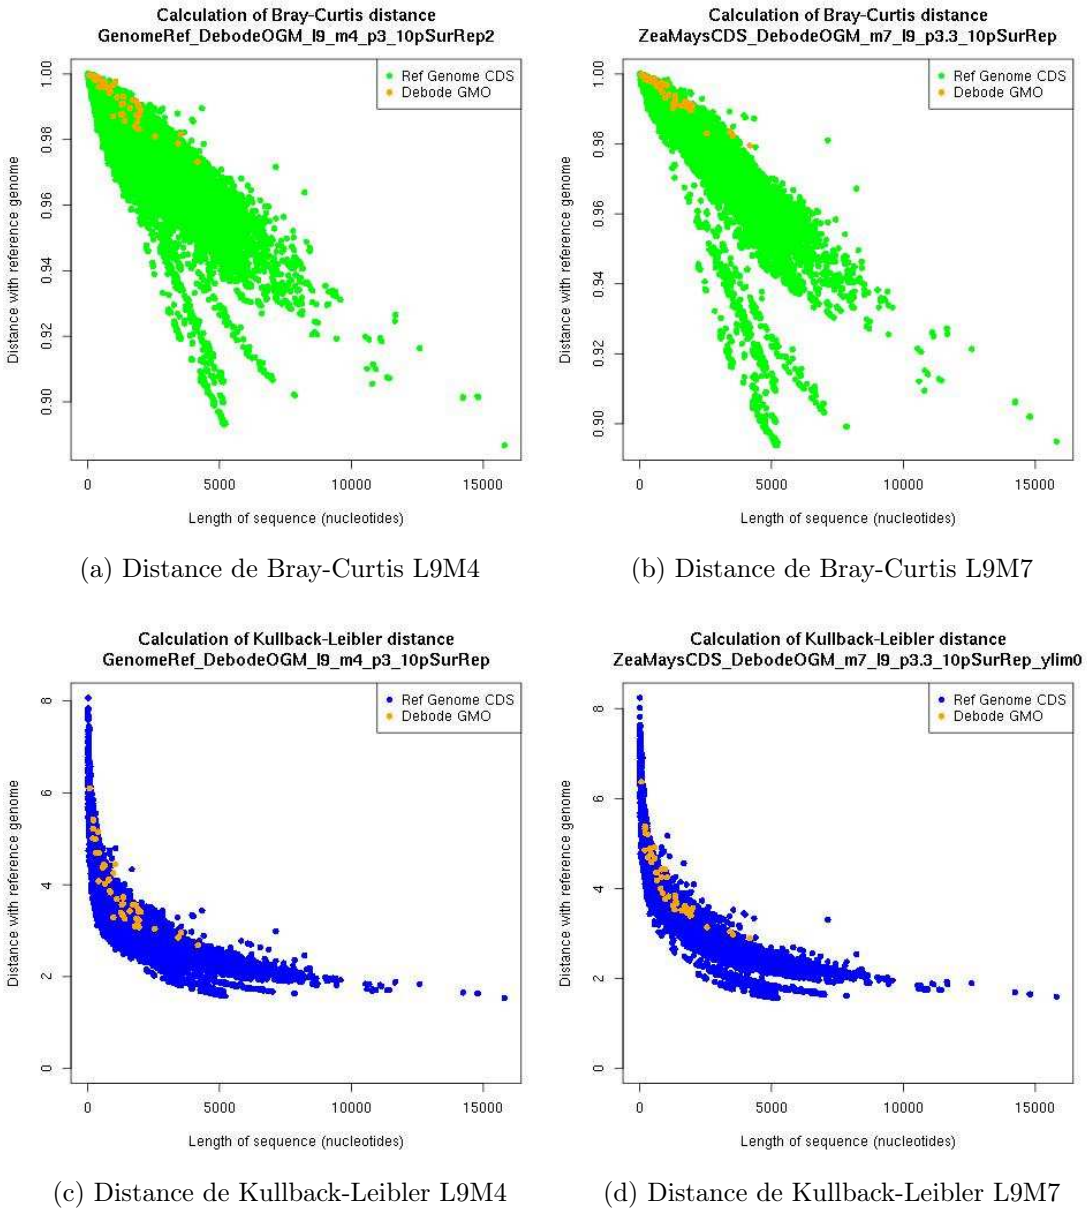 Calculation of Bray-Curtis distance
GenomeRef_DebodeOGM_l9_m4_p3_10pSurRep2
Ref Genome CDS
Debode GMO
Distance with reference genome
1.00
0.98
0.96
0.94
0.92
0.90
0 5000 10000 15000
Length of sequence (nucleotides)
(a) Distance de Bray-Curtis L9M4
Calculation of Bray-Curtis distance
ZeaMaysCDS_DebodeOGM_m7_l9_p3.3_10pSurRep
Ref Genome CDS
Debode GMO
Distance with reference genome
1.00
0.98
0.96
0.94
0.92
0.90
0 5000 10000 15000
Length of sequence (nucleotides)
(b) Distance de Bray-Curtis L9M7
Calculation of Kullback-Leibler distance
GenomeRef_DebodeOGM_l9_m4_p3_10pSurRep
Ref Genome CDS
Debode GMO
Distance with reference genome
8
6
4
2
0
0 5000 10000 15000
Length of sequence (nucleotides)
(c) Distance de Kullback-Leibler L9M4
Calculation of Kullback-Leibler distance
ZeaMaysCDS_DebodeOGM_m7_l9_p3.3_10pSurRep_ylim0
Ref Genome CDS
Debode GMO
Distance with reference genome
8
6
4
2
0
0 5000 10000 15000
Length of sequence (nucleotides)
(d) Distance de Kullback-Leibler L9M7